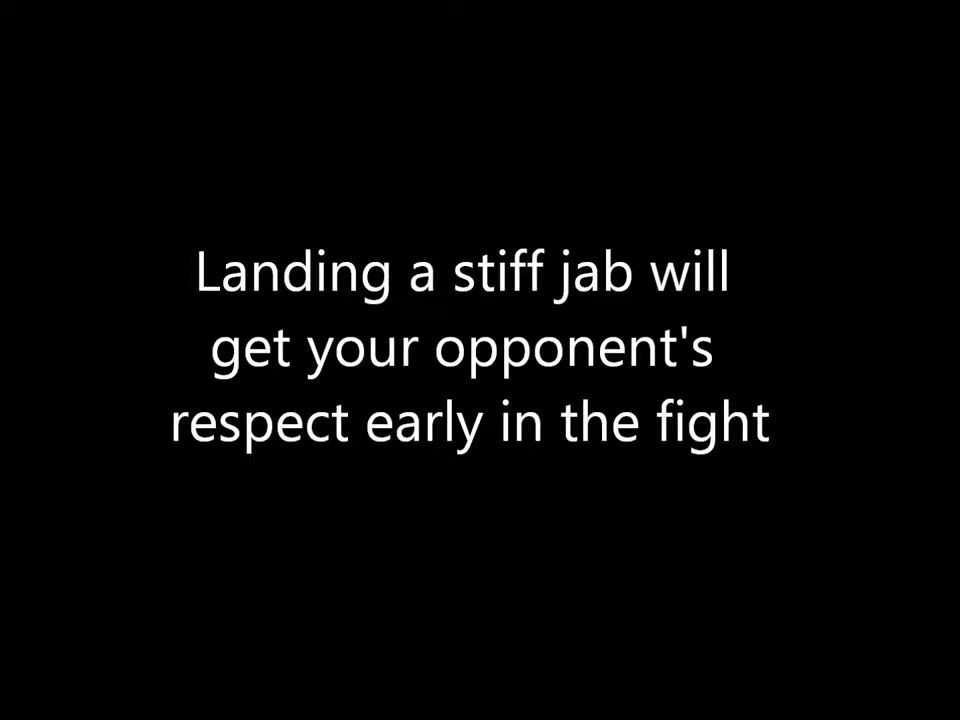 Landing a stiff jab will
get your opponent's
respect early in the fight